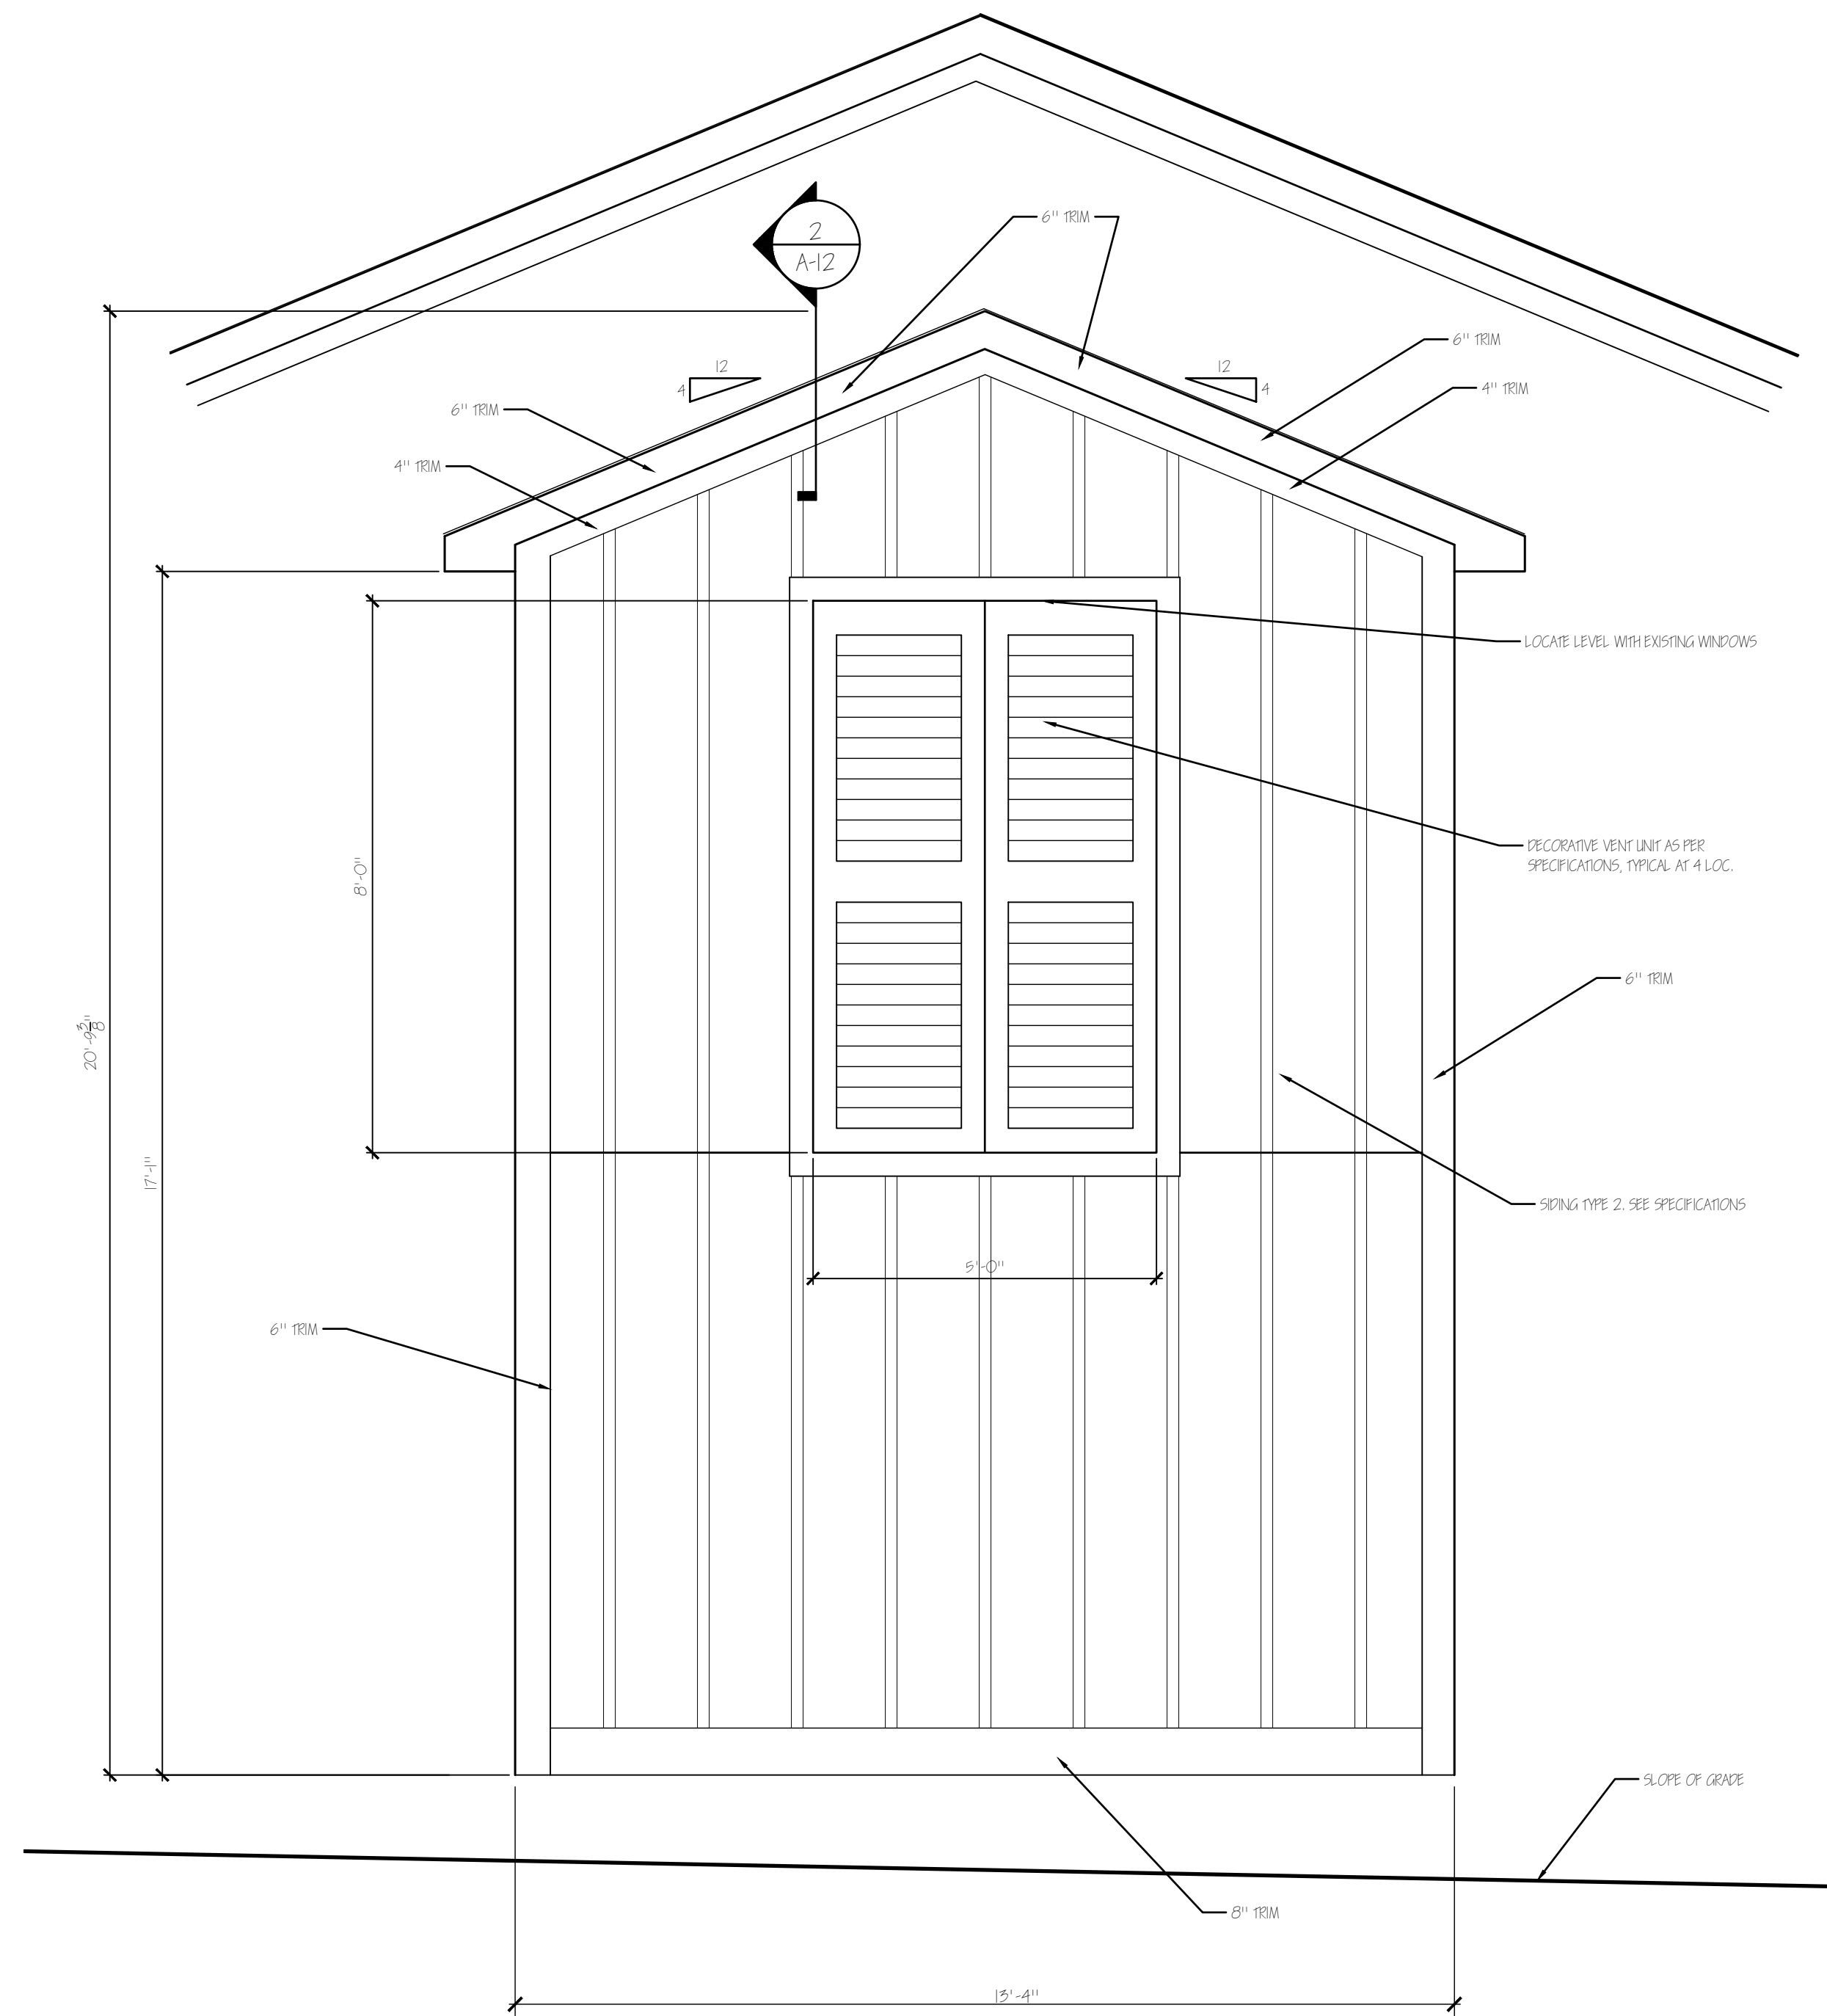 2
A-12
6" TRIM
12
4
12
4
6" TRIM
4" TRIM
6" TRIM
4" TRIM
LOCATE LEVEL WITH EXISTING WINDOWS
DECORATIVE VENT UNIT AS PER
SPECIFICATIONS, TYPICAL AT 4 LOC.
8'-0"
6" TRIM
20'-9 3/8"
17'-1"
SIDING TYPE 2. SEE SPECIFICATIONS
5'-0"
6" TRIM
SLOPE OF GRADE
8" TRIM
13'-4"